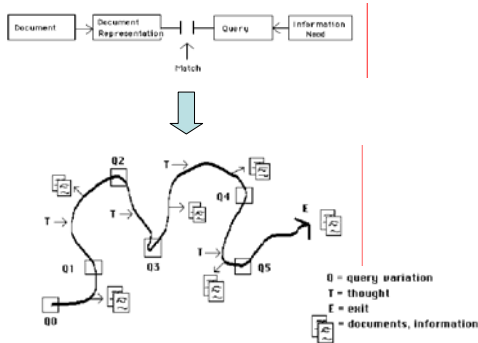 Document
Document
Representation
Query
Information
Need
Match
Q2
T
Q4
E
T
T
Q3
T
Q1
Q5
Q0
Q = query variation
T = thought
E = exit
= documents, information